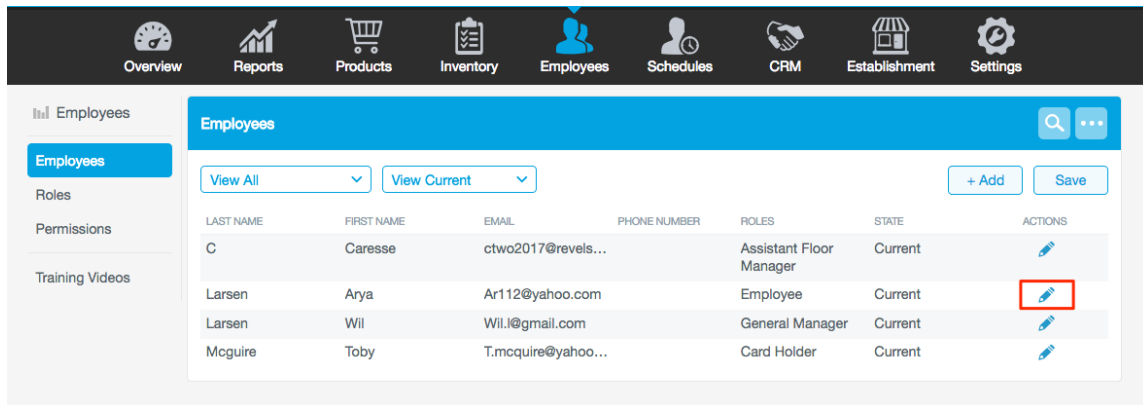 Overview Reports Products Inventory Employees Schedules CRM Establishment Settings
Employees
Employees
Roles
Permissions
Training Videos
Employees
View All View Current + Add Save
LAST NAME FIRST NAME EMAIL PHONE NUMBER ROLES STATE ACTIONS
C Caresse ctwo2017@revels... Assistant Floor Current
Manager
Larsen Arya Ar112@yahoo.com Employee Current
Larsen Wil Wil.l@gmail.com General Manager Current
Mcguire Toby T.mcquire@yahoo... Card Holder Current